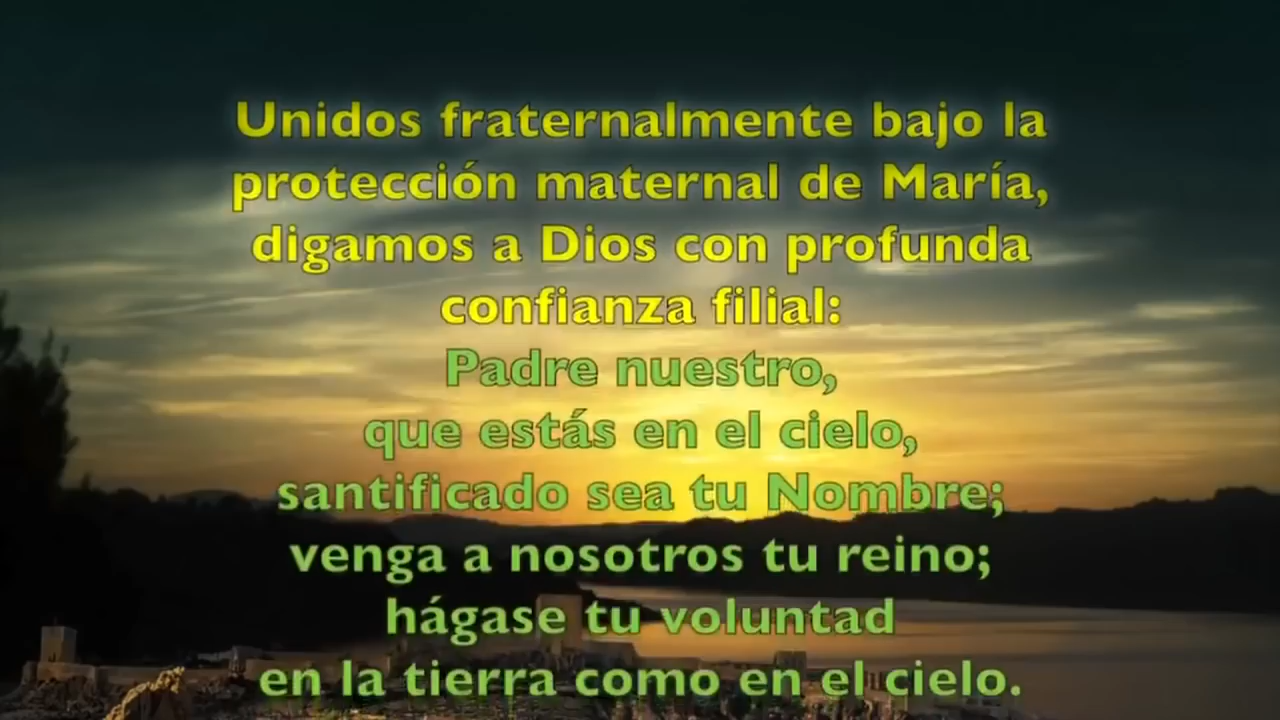 Unidos fraternalmente bajo la
protección maternal de María,
digamos a Dios con profunda
confianza filial:
Padre nuestro,
que estás en el cielo,
santificado sea tu Nombre;
venga a nosotros tu reino;
hágase tu voluntad
en la tierra como en el cielo.